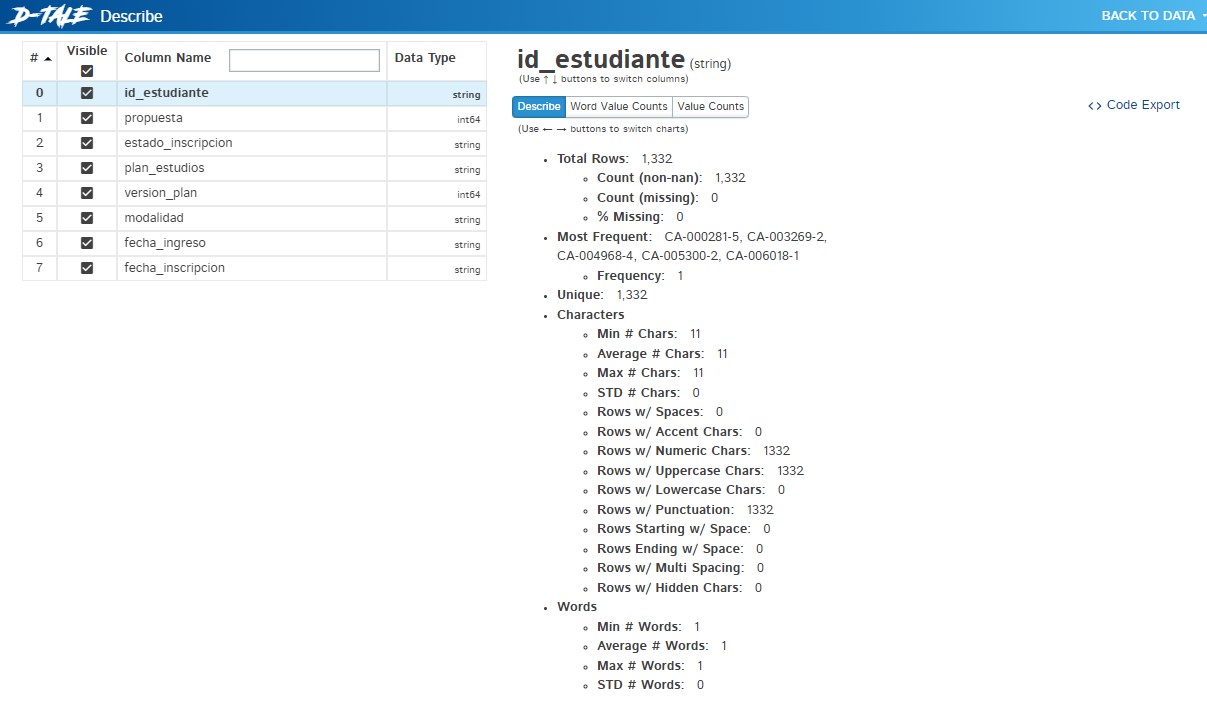 D-TALE Describe
BACK TO DATA
# Visible Column Name Data Type
0 id_estudiante string
1 propuesta int64
2 estado_inscripcion string
3 plan_estudios string
4 version_plan int64
5 modalidad string
6 fecha_ingreso string
7 fecha_inscripcion string
id_estudiante (string)
(Use ↑↓ buttons to switch columns)
Describe Word Value Counts Value Counts
<> Code Export
(Use ← → buttons to switch charts)
Total Rows: 1,332
Count (non-nan): 1,332
Count (missing): 0
% Missing: 0
Most Frequent: CA-000281-5, CA-003269-2,
CA-004968-4, CA-005300-2, CA-006018-1
Frequency: 1
Unique: 1,332
Characters
Min # Chars: 11
Average # Chars: 11
Max # Chars: 11
STD # Chars: 0
Rows w/ Spaces: 0
Rows w/ Accent Chars: 0
Rows w/ Numeric Chars: 1332
Rows w/ Uppercase Chars: 1332
Rows w/ Lowercase Chars: 0
Rows w/ Punctuation: 1332
Rows Starting w/ Space: 0
Rows Ending w/ Space: 0
Rows w/ Multi Spacing: 0
Rows w/ Hidden Chars: 0
Words
Min # Words: 1
Average # Words: 1
Max # Words: 1
STD # Words: 0